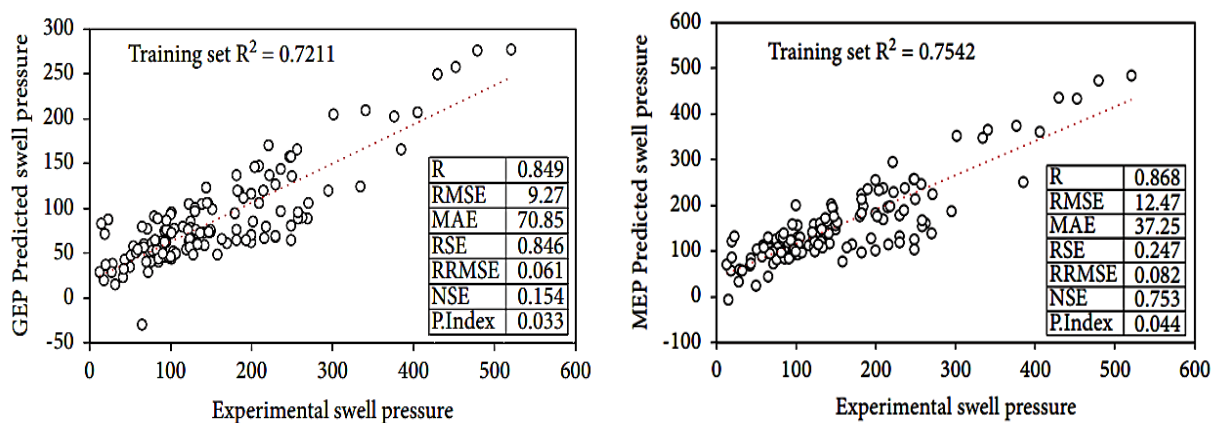 GEP Predicted swell pressure
300
250
200
150
100
50
0
-50
Training set R² = 0.7211
R 0.849
RMSE 9.27
MAE 70.85
RSE 0.846
RRMSE 0.061
NSE 0.154
P.Index 0.033
0 100 200 300 400 500 600
Experimental swell pressure
MEP Predicted swell pressure
600
500
400
300
200
100
0
-100
Training set R² = 0.7542
R 0.868
RMSE 12.47
MAE 37.25
RSE 0.247
RRMSE 0.082
NSE 0.753
P.Index 0.044
0 100 200 300 400 500 600
Experimental swell pressure